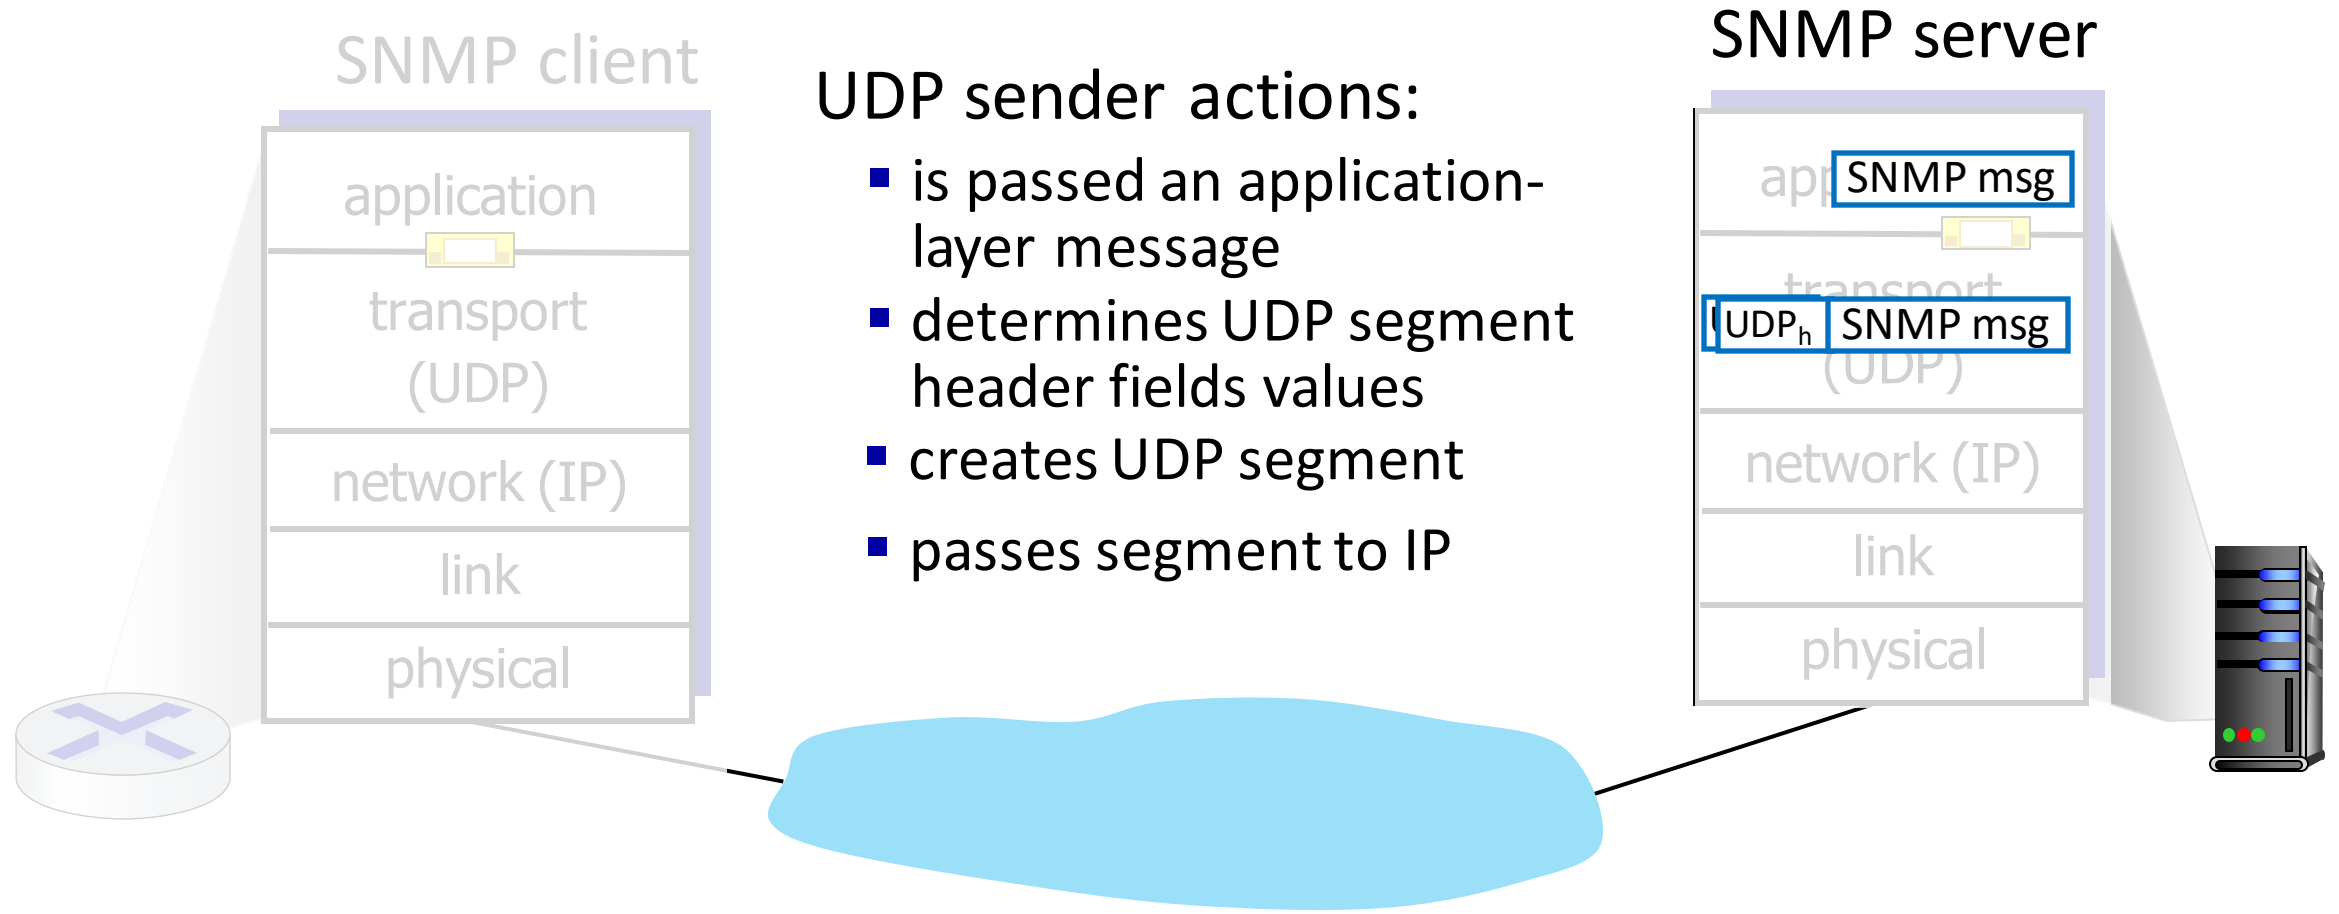 SNMP client
application
transport
(UDP)
network (IP)
link
physical
UDP sender actions:
is passed an application-
layer message
determines UDP segment
header fields values
creates UDP segment
passes segment to IP
SNMP server
SNMP msg
transport
UDPh SNMP msg
(UDP)
network (IP)
link
physical